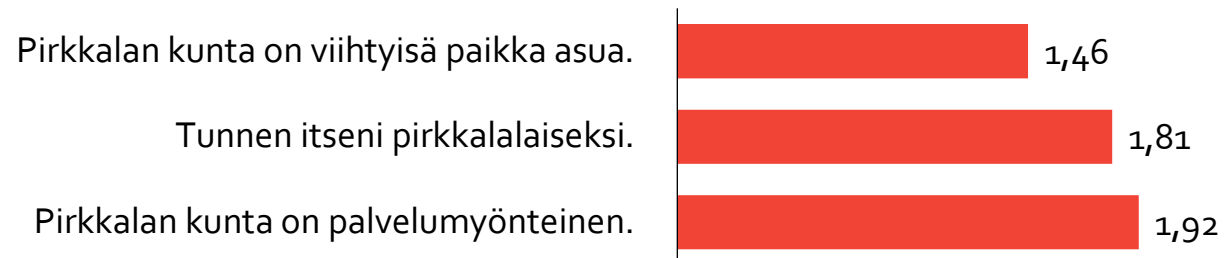 Pirkkalan kunta on viihtyisä paikka asua. 1,46
Tunnen itseni pirkkalalaiseksi. 1,81
Pirkkalan kunta on palvelumyönteinen. 1,92